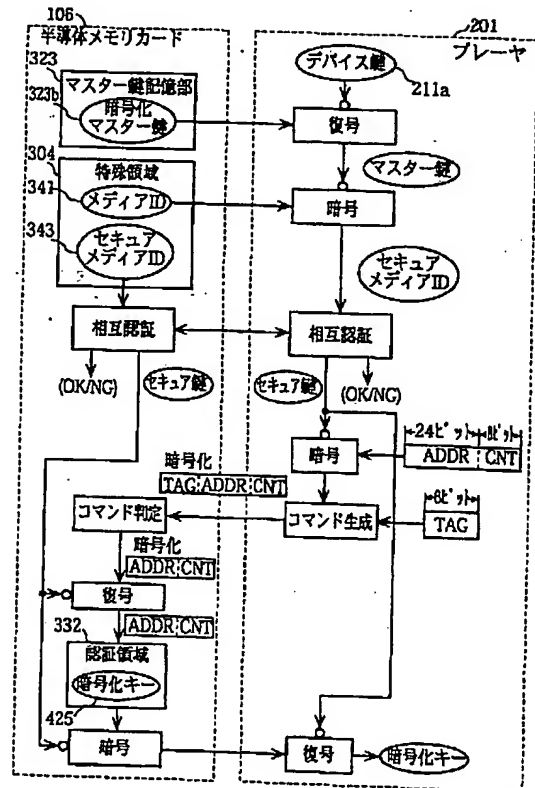 106
半導体メモリカード
201
プレーヤ
323
マスター鍵記憶部
323b
暗号化
マスター鍵
デバイス鍵
211a
復号
マスター鍵
304
特殊領域
341
メディアID
暗号
343
セキュア
メディアID
セキュア
メディアID
相互認証
相互認証
(OK/NG)
セキュア鍵
セキュア鍵
(OK/NG)
24ビット
8ビット
暗号
ADDR CNT
暗号化
TAG ADDR CNT
コマンド判定
コマンド生成
6ビット
TAG
暗号化
ADDR CNT
復号
ADDR CNT
332
認証領域
暗号化キー
425
暗号
復号
暗号化キー